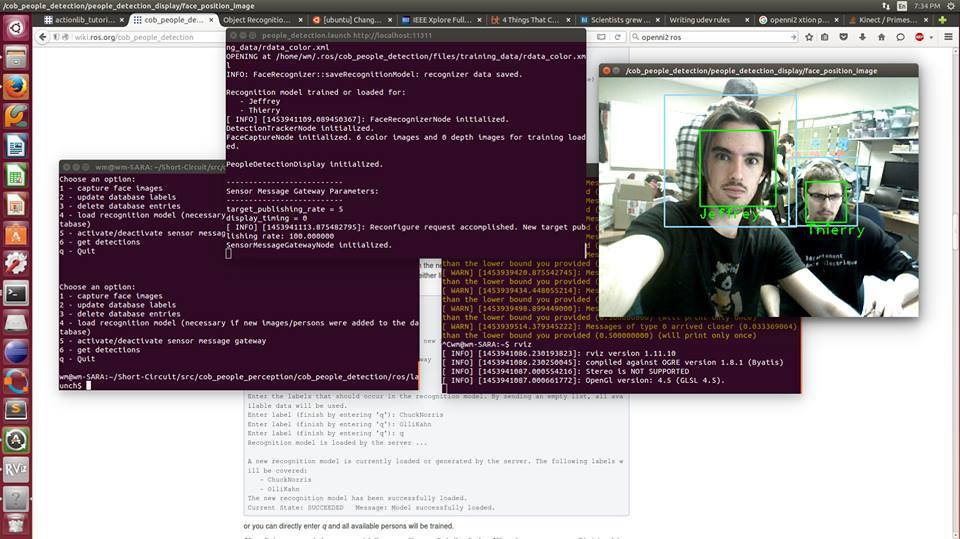 /cob_people_detection/people_detection_display/face_position_image
En
7:34 PM
actionlib_tutori...
cob_people_det...
Object Recognitio...
[ubuntu] Chang...
IEEE Xplore Full...
4 Things That C...
Scientists grew ...
Writing udev rules
openni2 xtion p...
Kinect / Primes...
wiki.ros.org/cob_people_detection
openni2 ros
people_detection.launch http://localhost:11311
ng_data/rdata_color.xml
OPENING at /home/wm/.ros/cob_people_detection/files/training_data/rdata_color.xm
l
INFO: FaceRecognizer::saveRecognitionModel: recognizer data saved.
Recognition model trained or loaded for:
- Jeffrey
- Thierry
[ INFO] [1453941109.089450367]: FaceRecognizerNode initialized.
DetectionTrackerNode initialized.
FaceCaptureNode initialized. 6 color images and 0 depth images for training load
ed.
PeopleDetectionDisplay initialized.
--------------------------
Sensor Message Gateway Parameters:
--------------------------
target_publishing_rate = 5
display_timing = 0
[ INFO] [1453941113.875482795]: Reconfigure request accomplished. New target pub
lishing rate: 100.000000
SensorMessageGatewayNode initialized.
/cob_people_detection/people_detection_display/face_position_image
Jeffrey
Thierry
wm@wm-SARA: ~/Short-Circuit/src/
Choose an option:
1 - capture face images
2 - update database labels
3 - delete database entries
4 - load recognition model (necessary
tabase)
5 - activate/deactivate sensor messag
6 - get detections
q - Quit
Choose an option:
1 - capture face images
2 - update database labels
3 - delete database entries
4 - load recognition model (necessary if new images/persons were added to the da
tabase)
5 - activate/deactivate sensor message gateway
6 - get detections
q - Quit
wm@wm-SARA:~/Short-Circuit/src/cob_people_perception/cob_people_detection/ros/la
unch$
than the lower bound you provided (
[ WARN] [1453939420.875542745]: Mes
than the lower bound you provided (
[ WARN] [1453939434.448055214]: Mes
than the lower bound you provided (
[ WARN] [1453939498.899449000]: Mes
than the lower bound you provided (0.500000000) (will print only once)
[ WARN] [1453939514.379345222]: Messages of type 0 arrived closer (0.033369064)
than the lower bound you provided (0.500000000) (will print only once)
^Cwm@wm-SARA:~$ rviz
[ INFO] [1453941086.230193823]: rviz version 1.11.10
[ INFO] [1453941086.230250045]: compiled against OGRE version 1.8.1 (Byatis)
[ INFO] [1453941087.000554216]: Stereo is NOT SUPPORTED
[ INFO] [1453941087.000661772]: OpenGl version: 4.5 (GLSL 4.5).
Enter the labels that should occur in the recognition model. By sending an empty list, all ava
ilable data will be used.
Enter label (finish by entering 'q'): ChuckNorris
Enter label (finish by entering 'q'): OlliKahn
Enter label (finish by entering 'q'): q
Recognition model is loaded by the server ...
A new recognition model is currently loaded or generated by the server. The following labels w
ill be covered:
- ChuckNorris
- OlliKahn
The new recognition model has been successfully loaded.
Current State: SUCCEEDED Message: Model successfully loaded.
or you can directly enter q and all available persons will be trained.
RViz